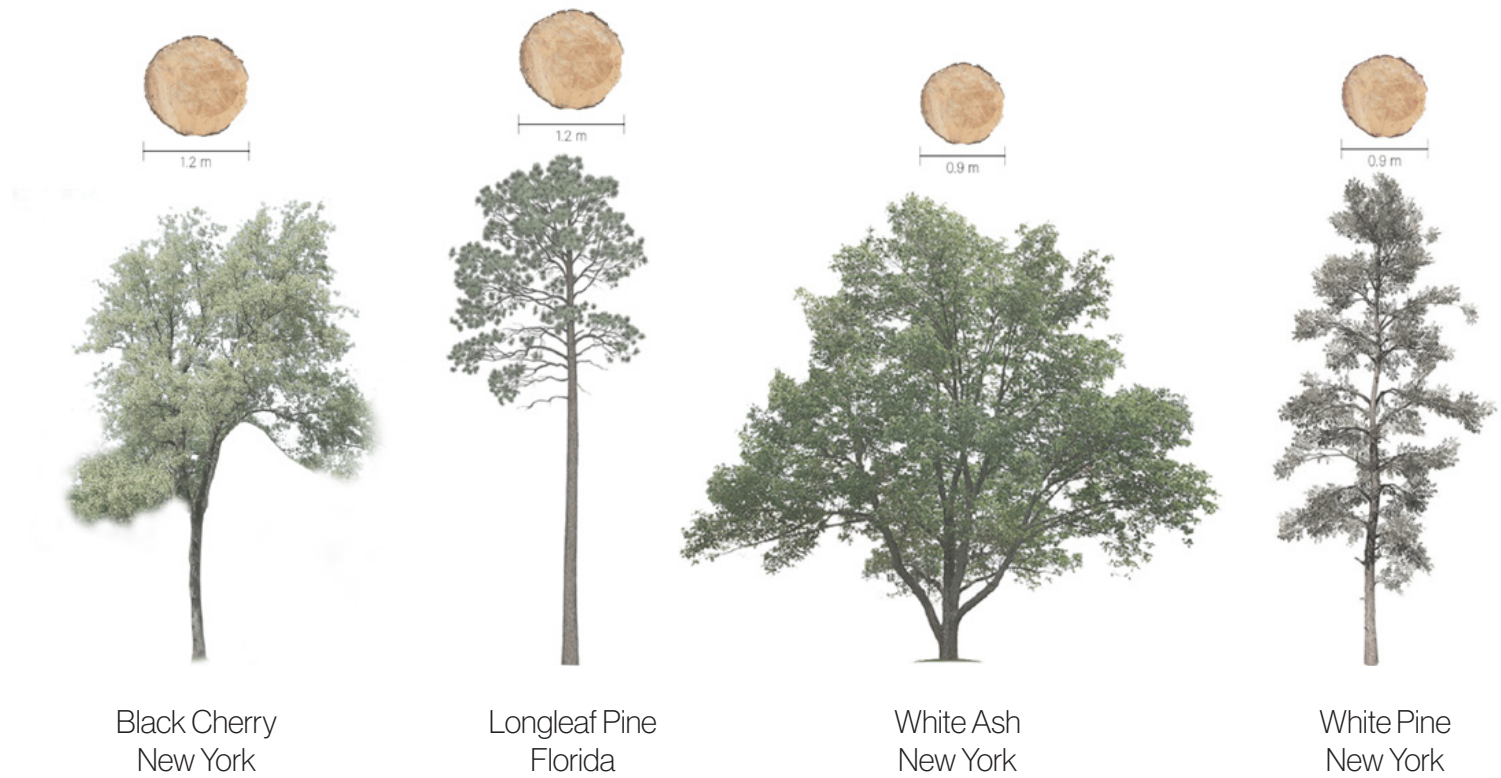 1.2 m
1.2 m
0.9 m
0.9 m
Black Cherry
New York
Longleaf Pine
Florida
White Ash
New York
White Pine
New York